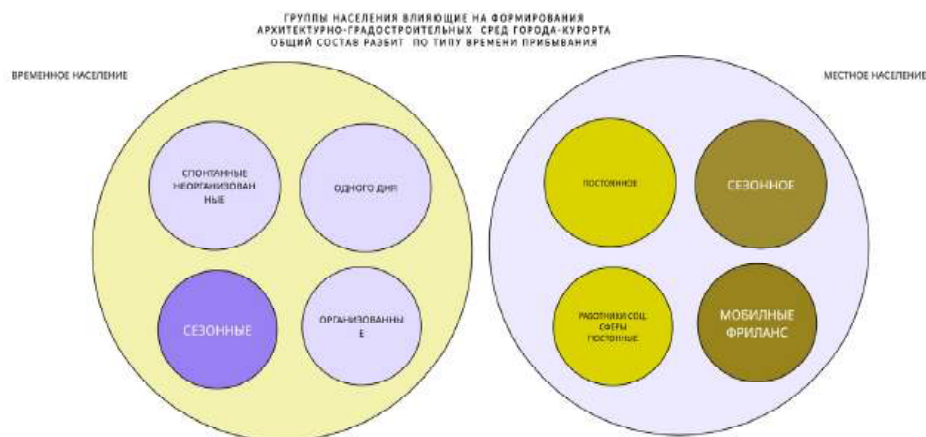 ГРУППЫ НАСЕЛЕНИЯ ВЛИЯЮЩИЕ НА ФОРМИРОВАНИЯ
АРХИТЕКТУРНО-ГРАДОСТРОИТЕЛЬНЫХ СРЕД ГОРОДА-КУРОРТА
ОБЩИЙ СОСТАВ РАЗБИТ ПО ТИПУ ВРЕМЕНИ ПРИБЫВАНИЯ
ВРЕМЕННОЕ НАСЕЛЕНИЕ
МЕСТНОЕ НАСЕЛЕНИЕ
СПОНТАННЫЕ
НЕОРГАНИЗОВАН
НЫЕ
ОДНОГО ДНЯ
СЕЗОННЫЕ
ОРГАНИЗОВАННЫ
Е
ПОСТОЯННОЕ
СЕЗОННОЕ
РАБОТНИКИ СОЦ.
СФЕРЫ
ПОСТОННЫЕ
МОБИЛНЫЕ
ФРИЛАНС